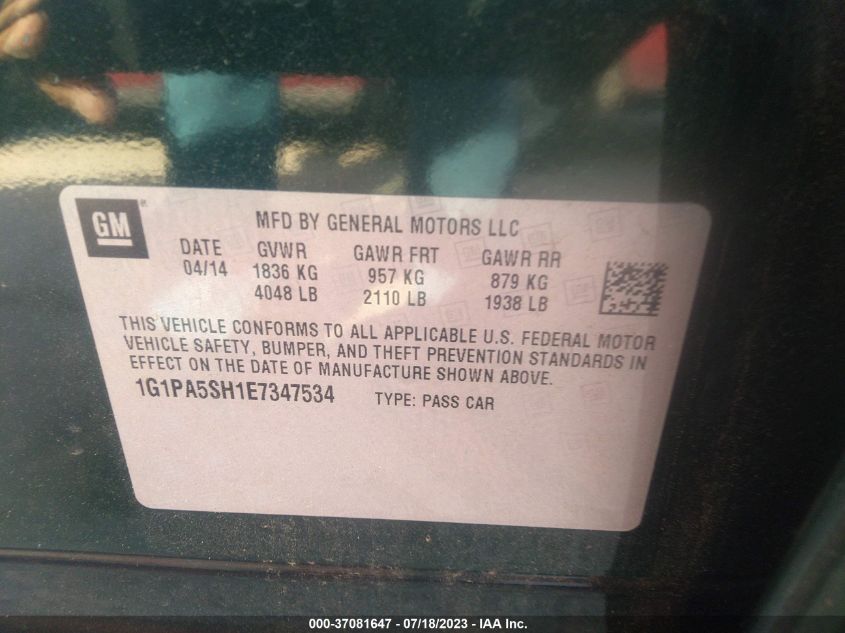 GM
MFD BY GENERAL MOTORS LLC
DATE GVWR GAWR FRT GAWR RR
04/14 1836 KG 957 KG 879 KG
4048 LB 2110 LB 1938 LB
THIS VEHICLE CONFORMS TO ALL APPLICABLE U.S. FEDERAL MOTOR
VEHICLE SAFETY, BUMPER, AND THEFT PREVENTION STANDARDS IN
EFFECT ON THE DATE OF MANUFACTURE SHOWN ABOVE.
1G1PA5SH1E7347534 TYPE: PASS CAR
000-37081647 - 07/18/2023 - IAA Inc.